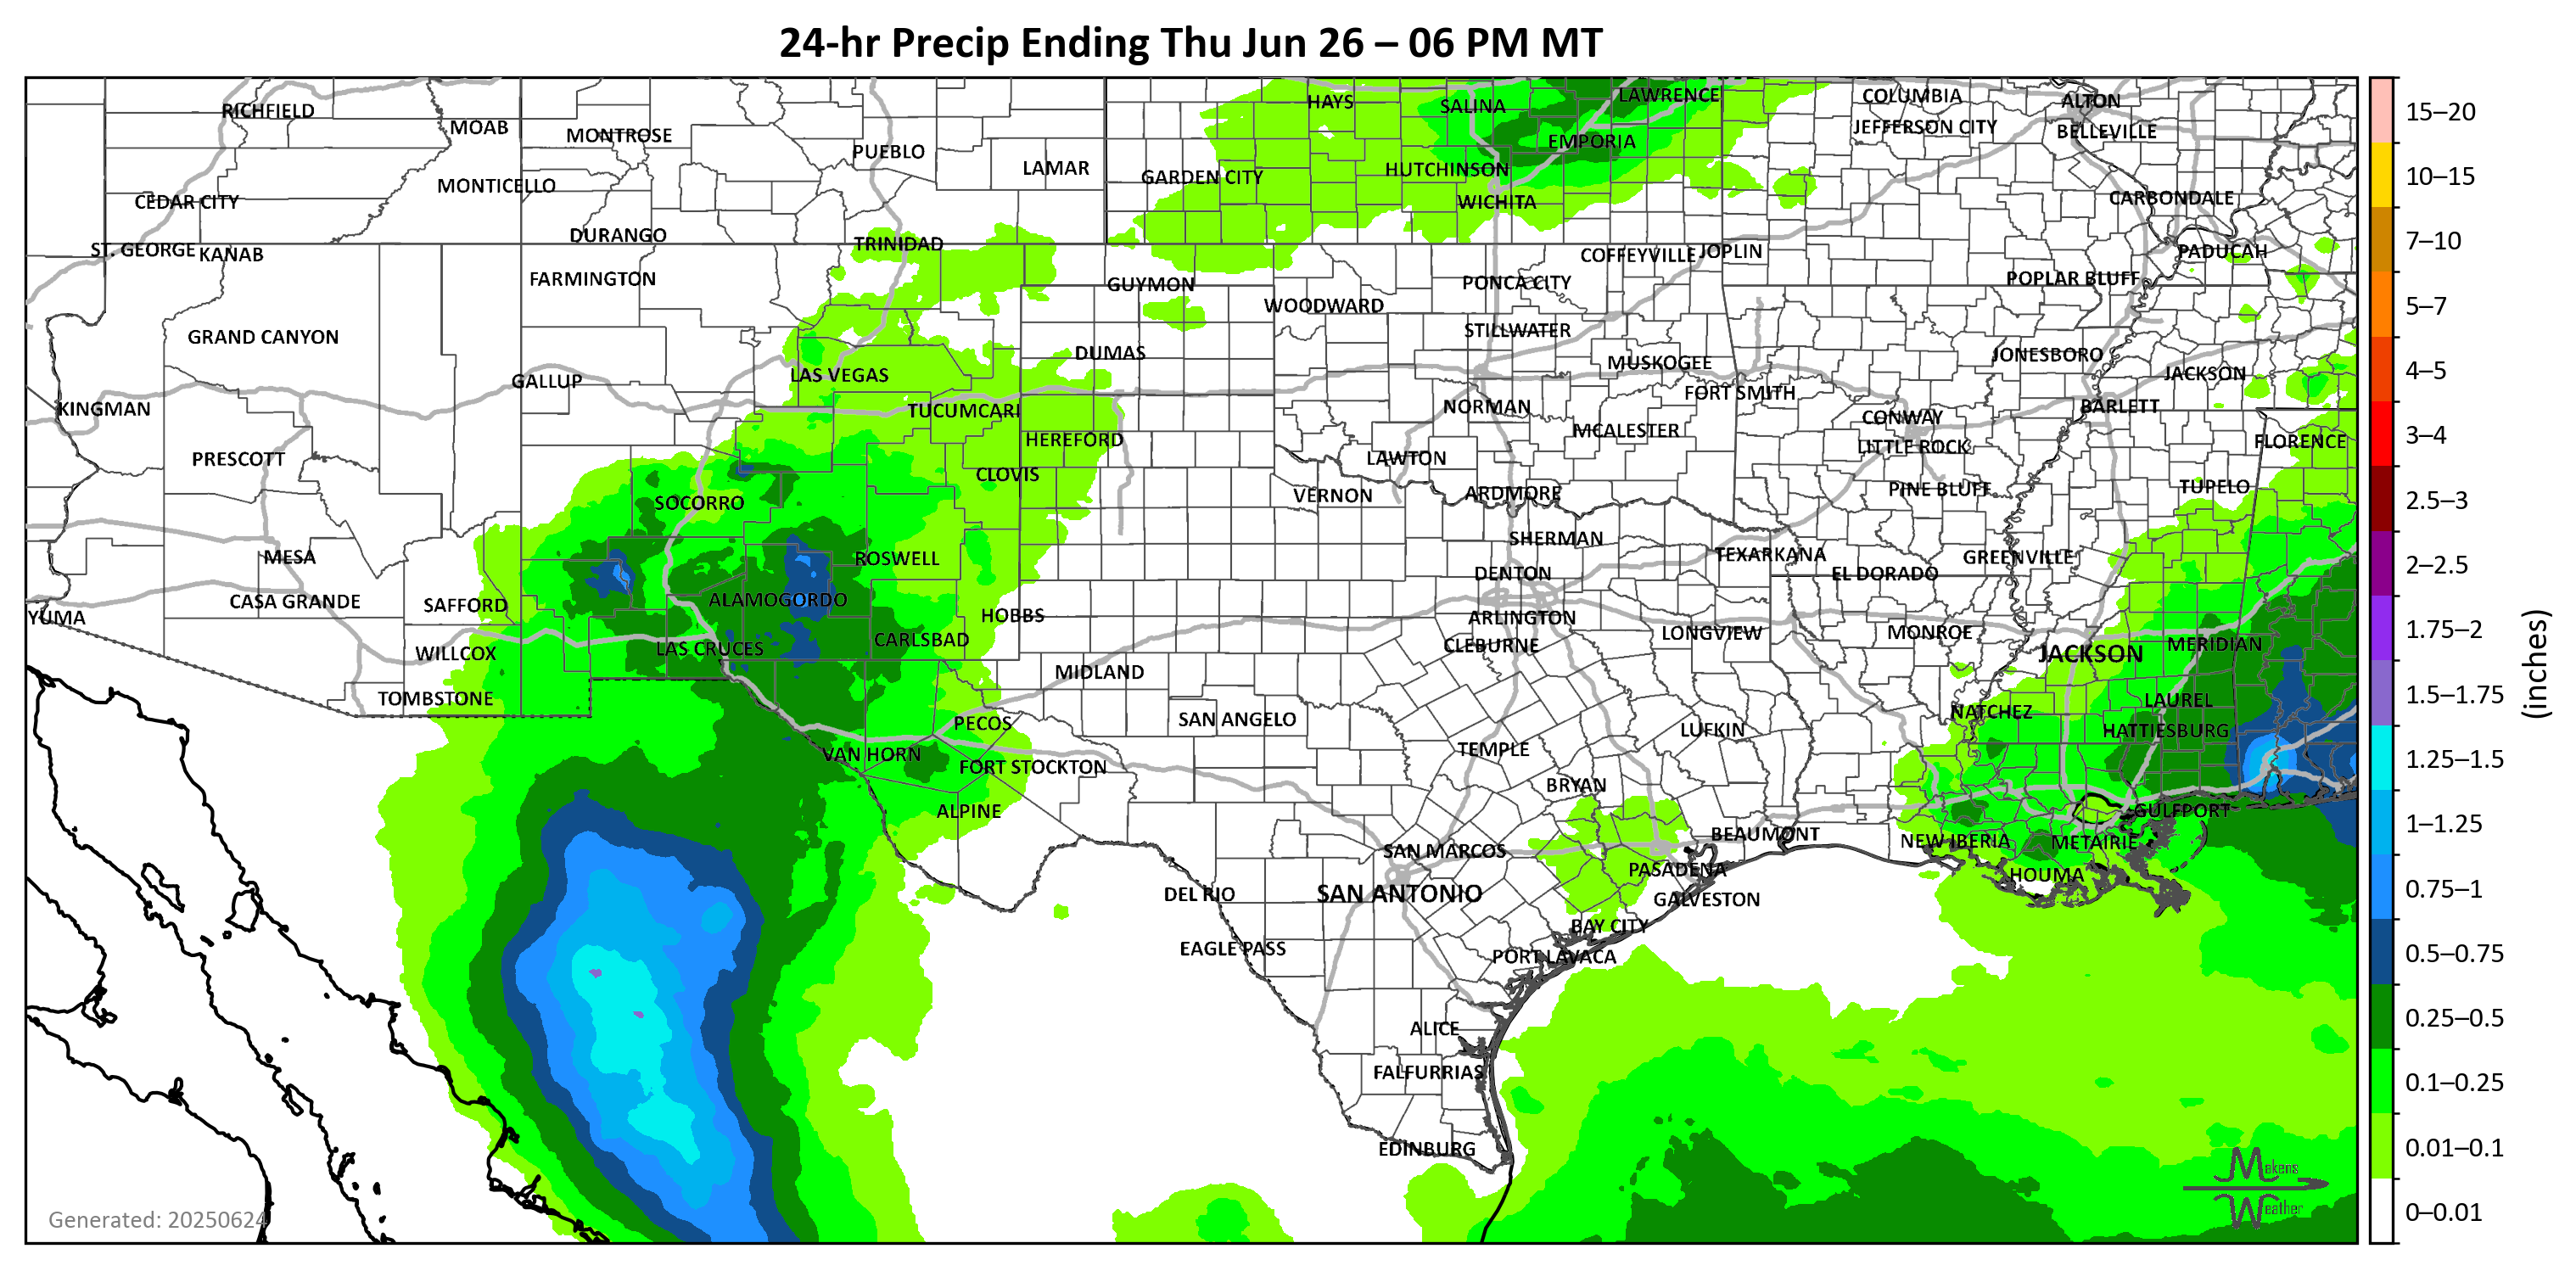 24-hr Precip Ending Thu Jun 26 – 06 PM MT
RICHFIELD
MOAB
MONTROSE
PUEBLO
LAMAR
HAYS
SALINA
LAWRENCE
COLUMBIA
ALTON
JEFFERSON CITY
BELLEVILLE
EMPORIA
HUTCHINSON
GARDEN CITY
MONTICELLO
CEDAR CITY
WICHITA
CARBONDALE
DURANGO
TRINIDAD
ST. GEORGE
KANAB
COFFEYVILLE
JOPLIN
PADUCAH
FARMINGTON
GUYMON
PONCA CITY
POPLAR BLUFF
WOODWARD
STILLWATER
GRAND CANYON
DUMAS
JONESBORO
MUSKOGEE
LAS VEGAS
JACKSON
GALLUP
FORT SMITH
KINGMAN
TUCUMCARI
NORMAN
CONWAY
BARLETT
MCALESTER
HEREFORD
LITTLE ROCK
FLORENCE
PRESCOTT
LAWTON
CLOVIS
SOCORRO
VERNON
ARDMORE
PINE BLUFF
TUPELO
SHERMAN
MESA
ROSWELL
TEXARKANA
GREENVILLE
DENTON
EL DORADO
CASA GRANDE
SAFFORD
ALAMOGORDO
YUMA
HOBBS
ARLINGTON
LONGVIEW
MONROE
CARLSBAD
CLEBURNE
MERIDIAN
WILLCOX
LAS CRUCES
JACKSON
MIDLAND
TOMBSTONE
LAUREL
PECOS
SAN ANGELO
NATCHEZ
LUFKIN
HATTIESBURG
VAN HORN
FORT STOCKTON
TEMPLE
BRYAN
ALPINE
GULFPORT
BEAUMONT
NEW IBERIA
METAIRIE
SAN MARCOS
PASADENA
HOUMA
DEL RIO
SAN ANTONIO
GALVESTON
BAY CITY
EAGLE PASS
PORT LAVACA
ALICE
FALFURRIAS
EDINBURG
Generated: 20250624
Makens
Weather
15–20
10–15
7–10
5–7
4–5
3–4
2.5–3
2–2.5
1.75–2
1.5–1.75
1.25–1.5
1–1.25
0.75–1
0.5–0.75
0.25–0.5
0.1–0.25
0.01–0.1
0–0.01
(inches)